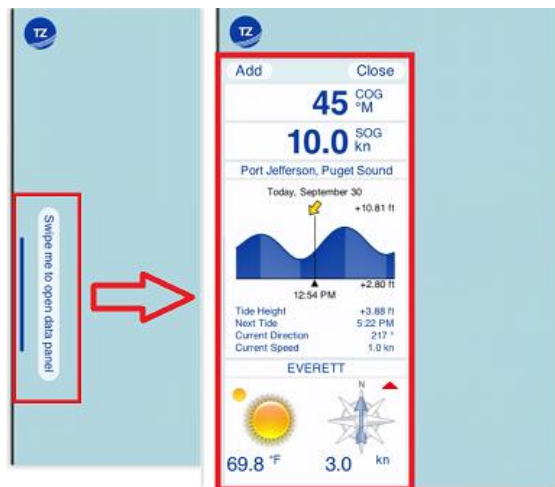 TZ
Swipe me to open data panel
TZ
Add Close
45 COG °M
10.0 SOG kn
Port Jefferson, Puget Sound
Today, September 30
+10.81 ft
+2.80 ft
12:54 PM
Tide Height +3.88 ft
Next Tide 5:22 PM
Current Direction 217 °
Current Speed 1.0 kn
EVERETT
N
69.8 °F 3.0 kn